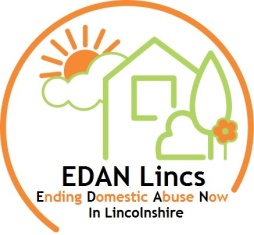 EDAN Lincs
Ending Domestic Abuse Now
In Lincolnshire